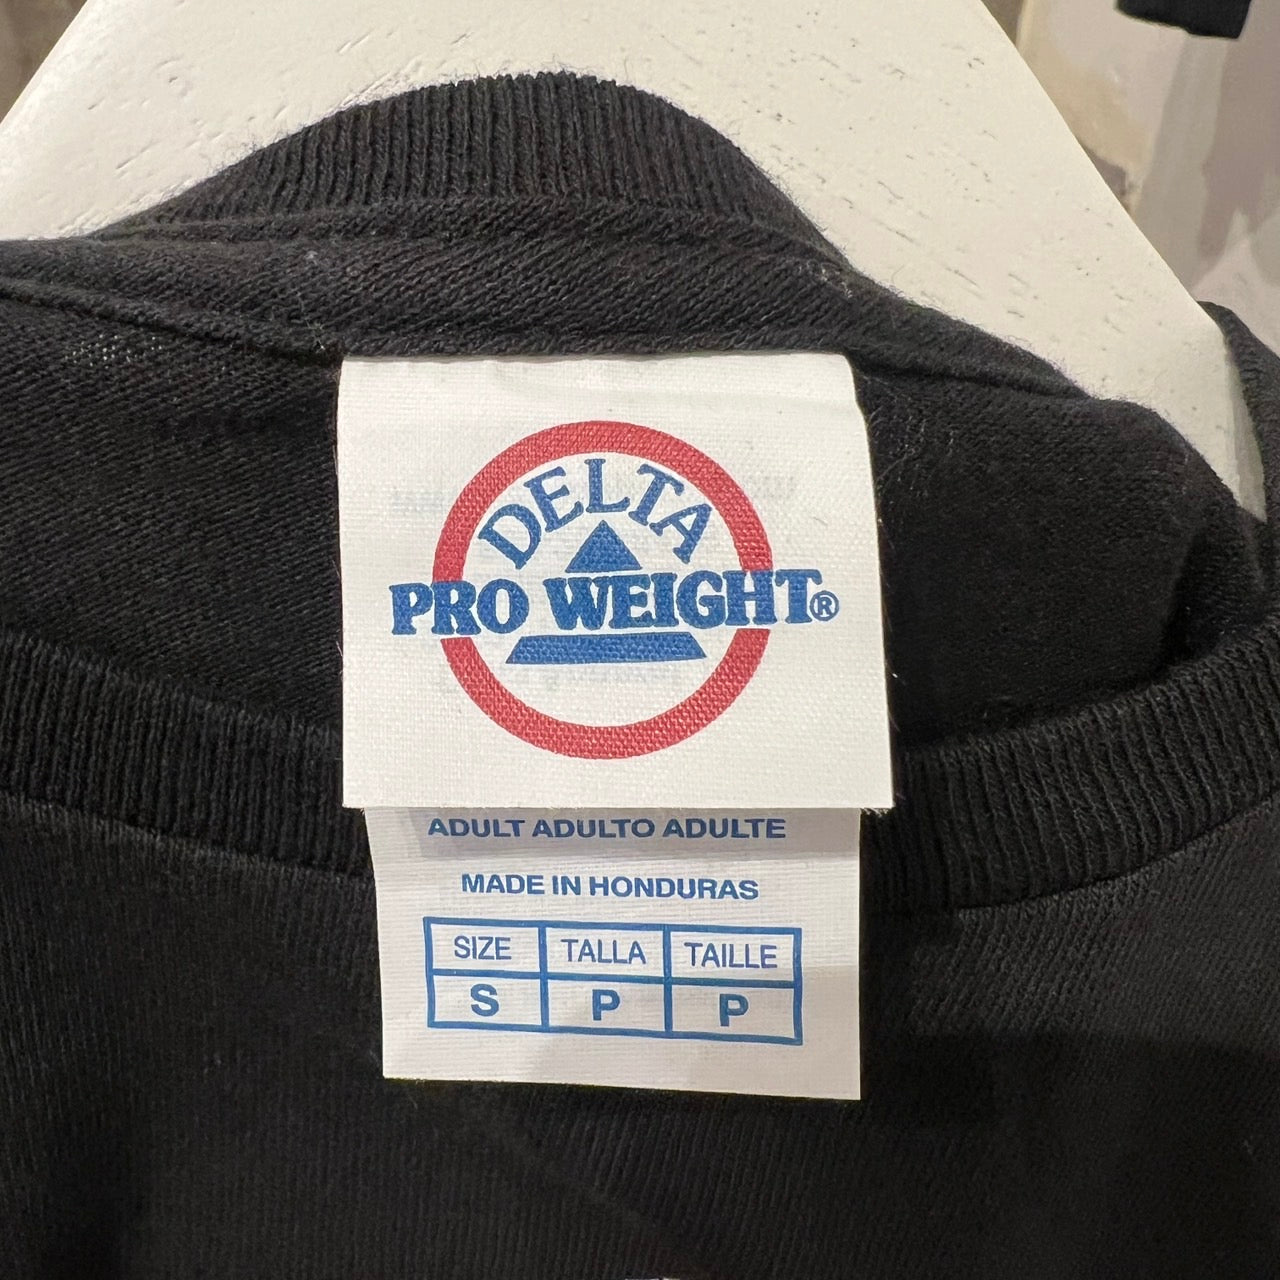 DELTA
PRO WEIGHT®
ADULT ADULTO ADULTE
MADE IN HONDURAS
SIZE TALLA TAILLE
S P P